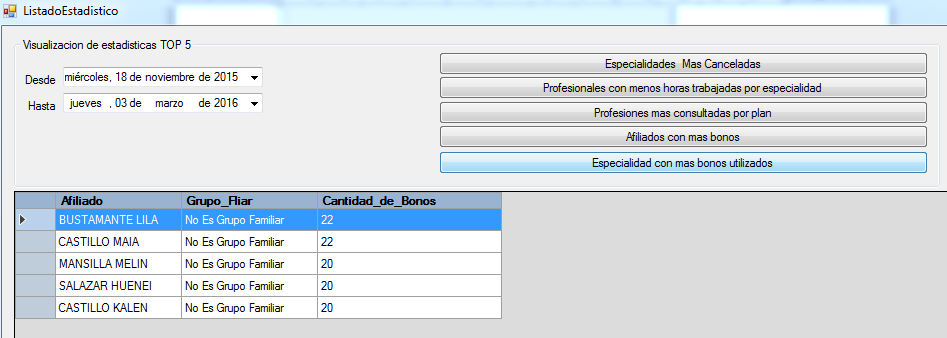 ListadoEstadistico
Visualizacion de estadisticas TOP 5
Desde miércoles, 18 de noviembre de 2015
Hasta jueves , 03 de marzo de 2016
Especialidades Mas Canceladas
Profesionales con menos horas trabajadas por especialidad
Profesiones mas consultadas por plan
Afiliados con mas bonos
Especialidad con mas bonos utilizados
Afiliado Grupo_Fliar Cantidad_de_Bonos
BUSTAMANTE LILA No Es Grupo Familiar 22
CASTILLO MAIA No Es Grupo Familiar 22
MANSILLA MELIN No Es Grupo Familiar 20
SALAZAR HUENEI No Es Grupo Familiar 20
CASTILLO KALEN No Es Grupo Familiar 20